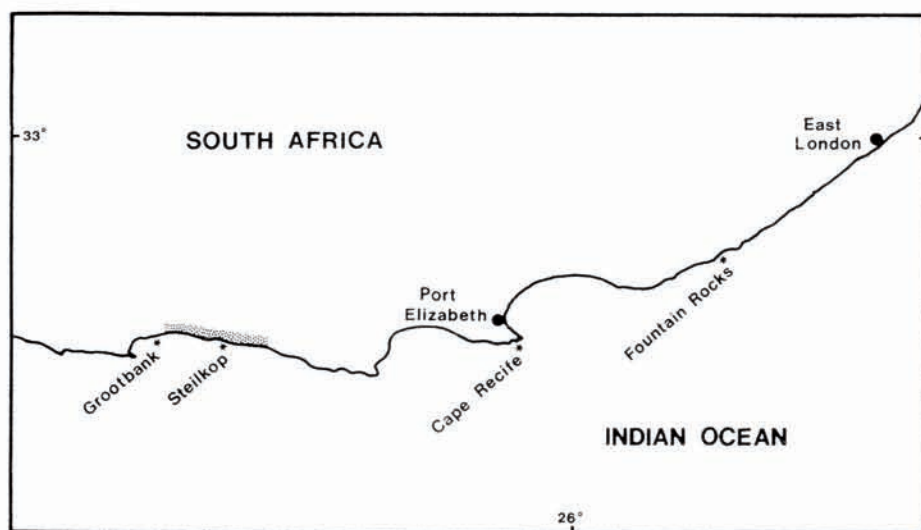 33°
SOUTH AFRICA
East
London
Port
Elizabeth
Fountain Rocks
Grootbank
Steilkop
Cape Recife
INDIAN OCEAN
26°